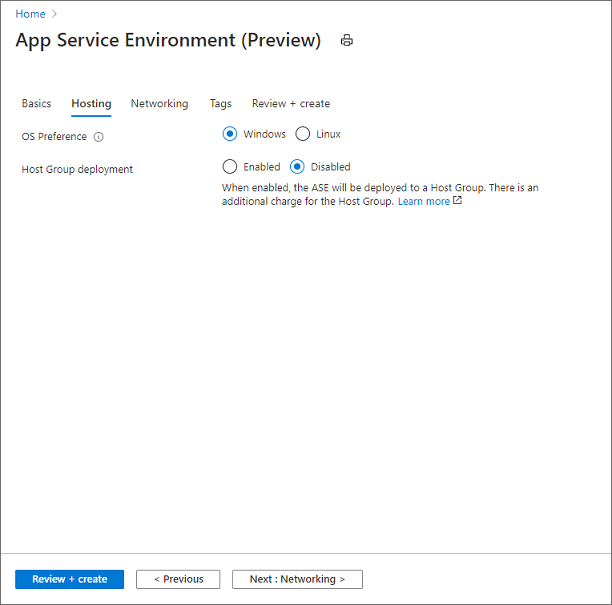 Home >
App Service Environment (Preview)
Basics Hosting Networking Tags Review + create
OS Preference Windows Linux
Host Group deployment Enabled Disabled
When enabled, the ASE will be deployed to a Host Group. There is an
additional charge for the Host Group. Learn more
Review + create < Previous Next : Networking >